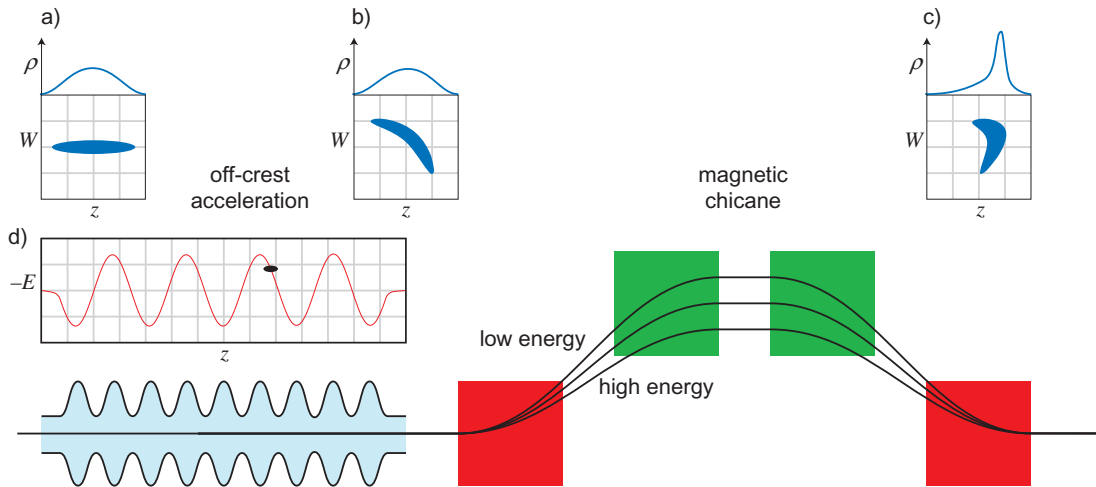 a)
b)
c)
ρ
ρ
ρ
W
W
W
z
z
z
off-crest
acceleration
magnetic
chicane
d)
–E
z
low energy
high energy